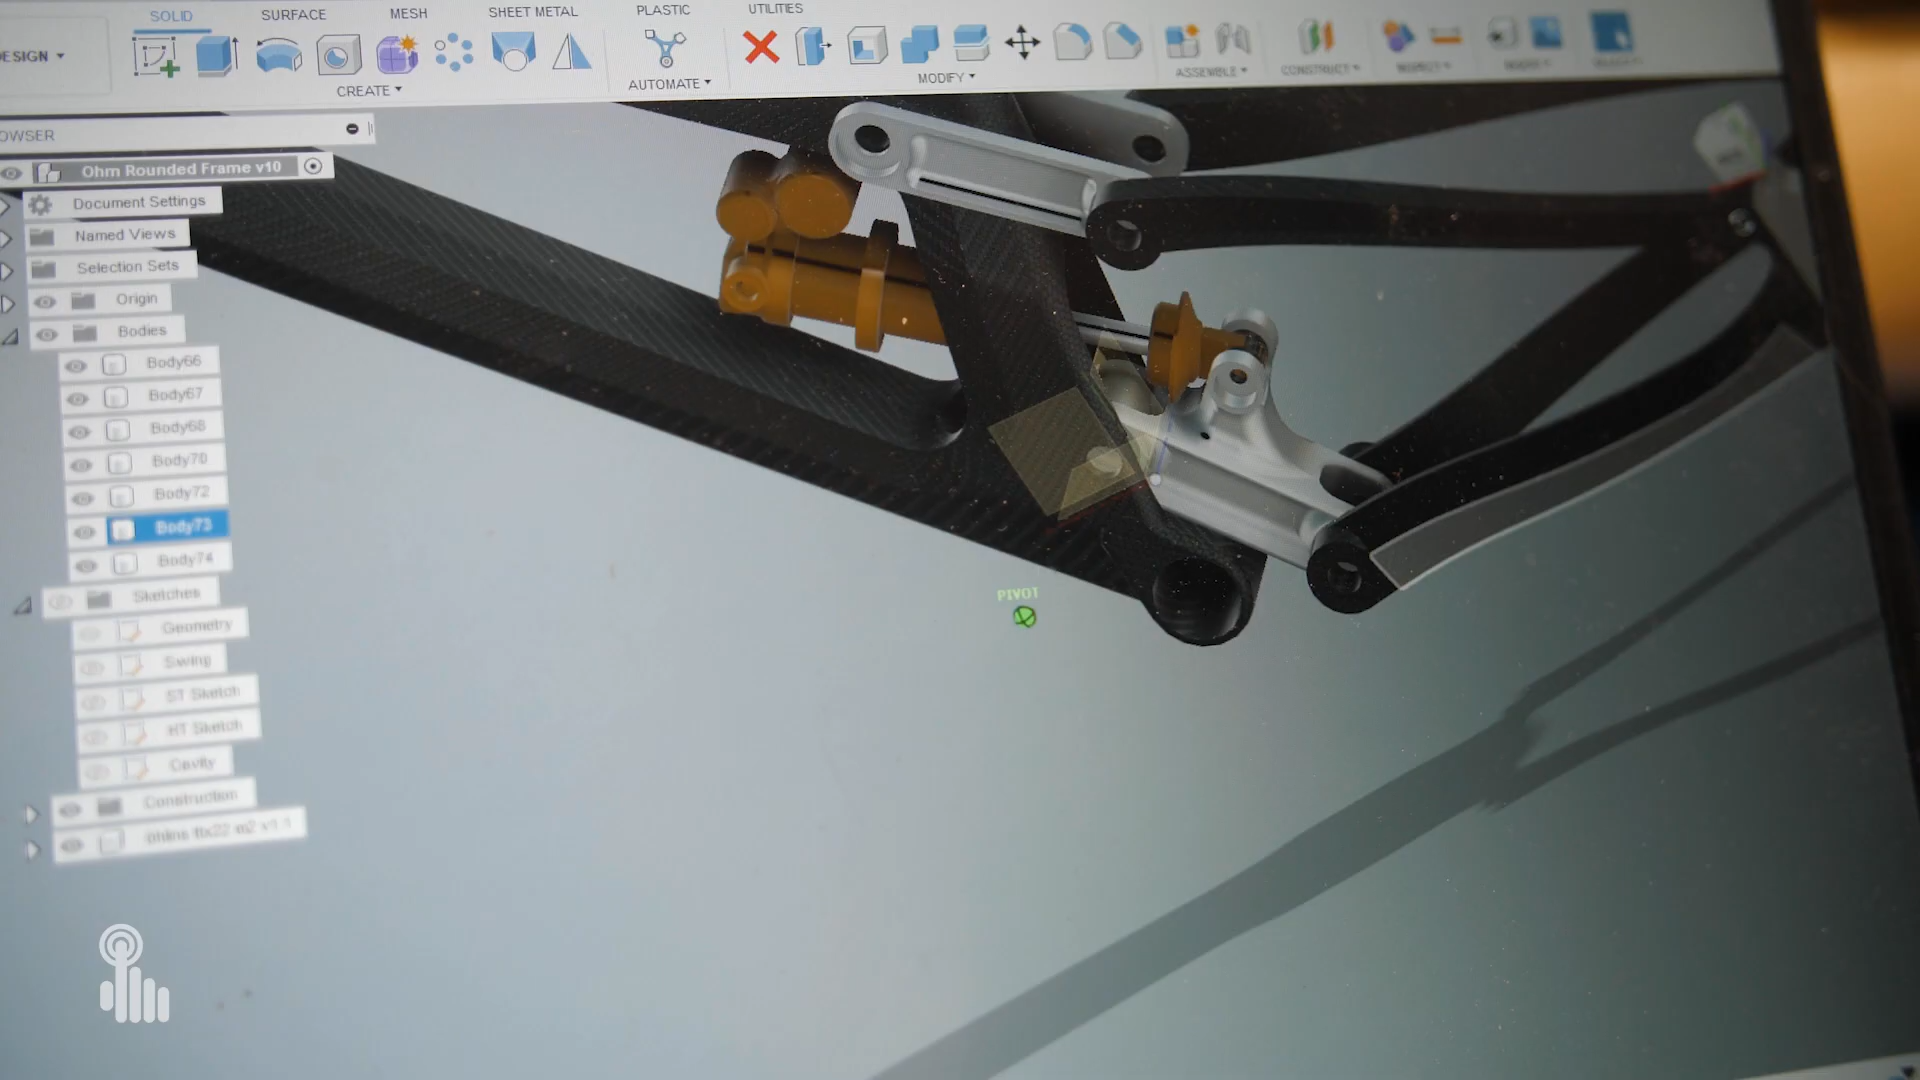 SOLID
SURFACE
MESH
SHEET METAL
PLASTIC
UTILITIES
ESIGN
CREATE
AUTOMATE
MODIFY
ASSEMBLE
CONSTRUCT
INSPECT
OWSER
Ohm Rounded Frame v10
Document Settings
Named Views
Selection Sets
Origin
Bodies
Body66
Body67
Body68
Body70
Body72
Body73
Body74
Sketches
Geometry
Swing
ST Sketch
HT Sketch
Cavity
Construction
PIVOT